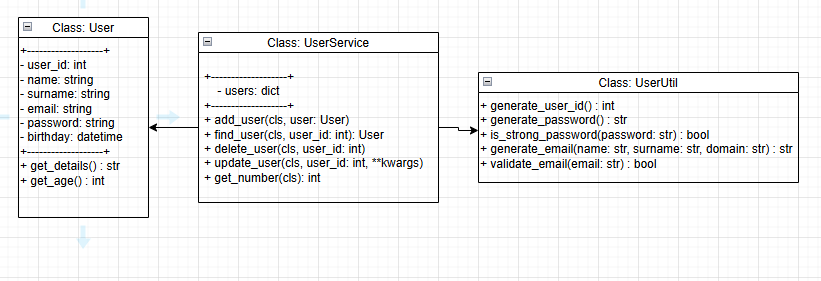 Class: User
+-------------------+
- user_id: int
- name: string
- surname: string
- email: string
- password: string
- birthday: datetime
+-------------------+
+ get_details() : str
+ get_age() : int
Class: UserService
+-------------------+
- users: dict
+-------------------+
+ add_user(cls, user: User)
+ find_user(cls, user_id: int): User
+ delete_user(cls, user_id: int)
+ update_user(cls, user_id: int, **kwargs)
+ get_number(cls): int
Class: UserUtil
+ generate_user_id() : int
+ generate_password() : str
+ is_strong_password(password: str) : bool
+ generate_email(name: str, surname: str, domain: str) : str
+ validate_email(email: str) : bool